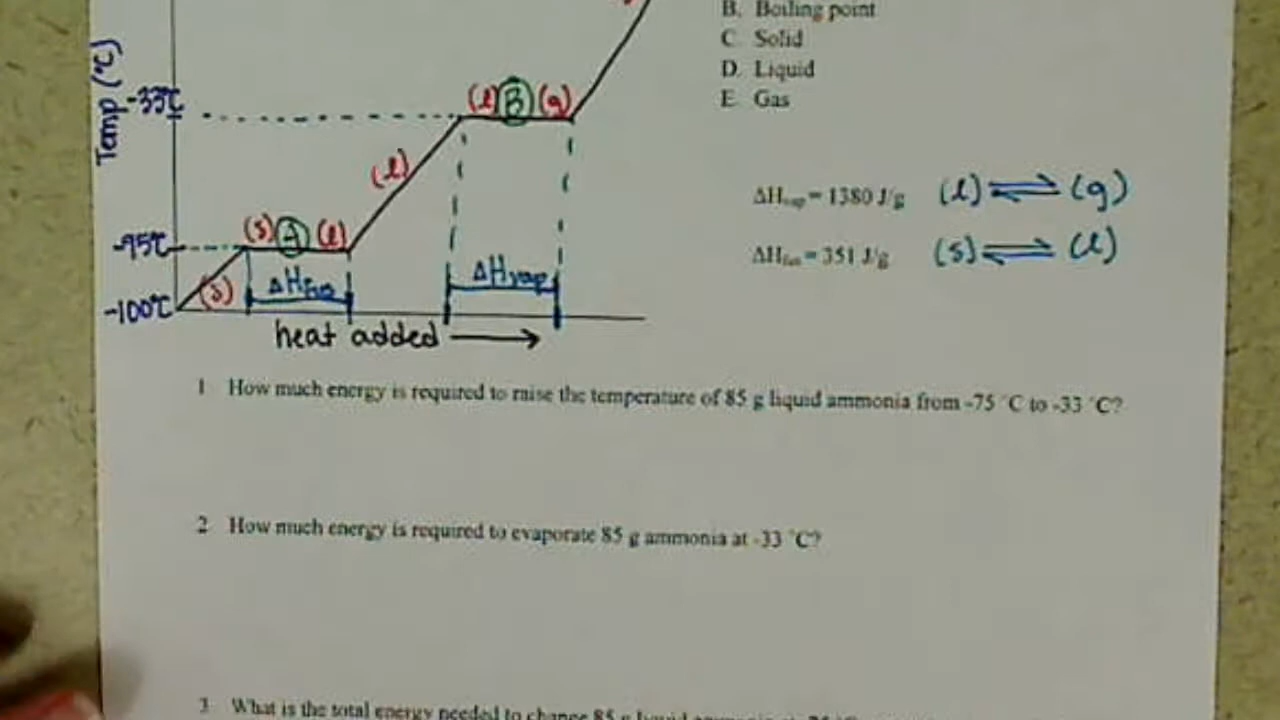 B. Boiling point
C. Solid
D. Liquid
E. Gas
Temp (°C)
-33°C
(l) B (g)
(l)
-95°C
(s) A (l)
(s)
ΔHfus
ΔHvap
-100°C
heat added
ΔHvap = 1380 J/g (l) ⇌ (g)
ΔHfus = 351 J/g (s) ⇌ (l)
1 How much energy is required to raise the temperature of 85 g liquid ammonia from -75 °C to -33 °C?
2 How much energy is required to evaporate 85 g ammonia at -33 °C?
3 What is the total energy needed to change 85 g liquid